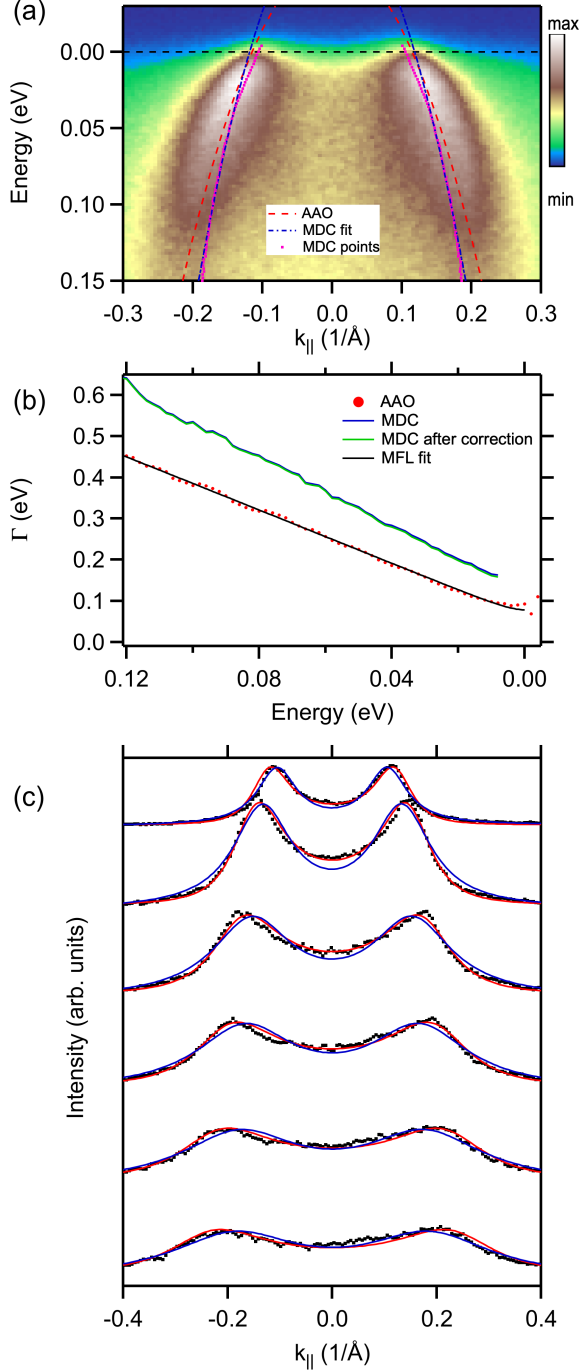 (a)
Energy (eV)
0.00
0.05
0.10
0.15
AAO
MDC fit
MDC points
max
min
-0.3 -0.2 -0.1 0.0 0.1 0.2 0.3
k|| (1/Å)
(b)
Γ (eV)
0.6
0.5
0.4
0.3
0.2
0.1
0.0
AAO
MDC
MDC after correction
MFL fit
0.12 0.08 0.04 0.00
Energy (eV)
(c)
Intensity (arb. units)
-0.4 -0.2 0.0 0.2 0.4
k|| (1/Å)